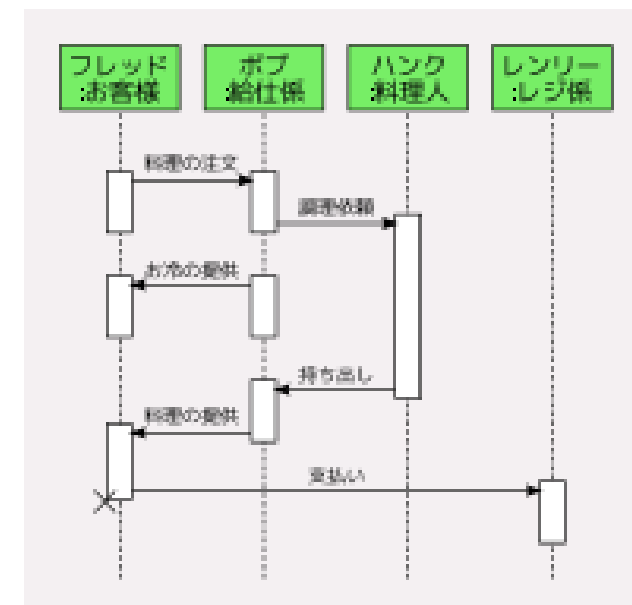 フレッド
:お客様
ボブ
:給仕係
ハンク
:料理人
レンリー
:レジ係
料理の注文
調理依頼
お冷の提供
持ち出し
料理の提供
支払い